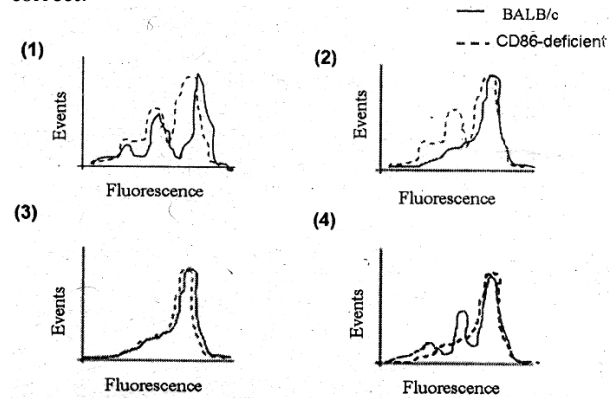 BALB/c
CD86-deficient
(1)
(2)
Events
Events
Fluorescence
Fluorescence
(3)
(4)
Events
Events
Fluorescence
Fluorescence